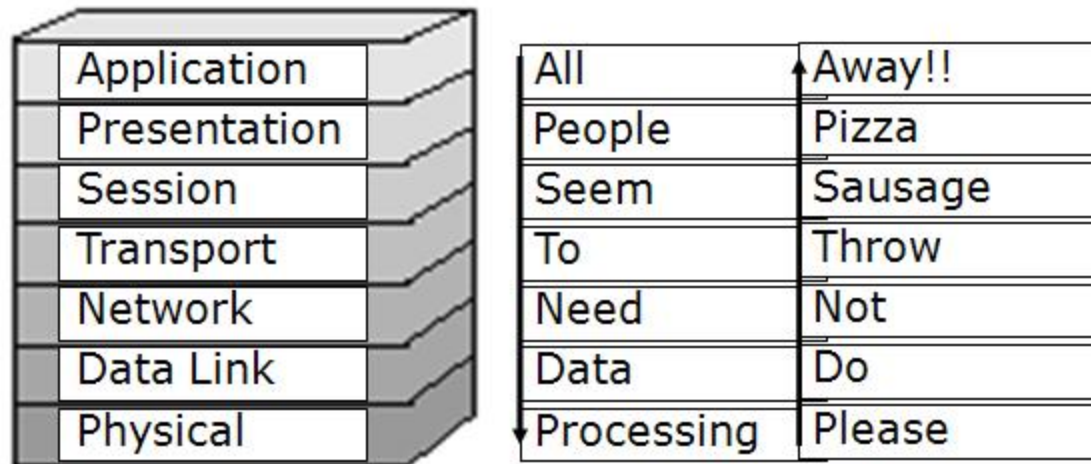 Application All Away!!
Presentation People Pizza
Session Seem Sausage
Transport To Throw
Network Need Not
Data Link Data Do
Physical Processing Please